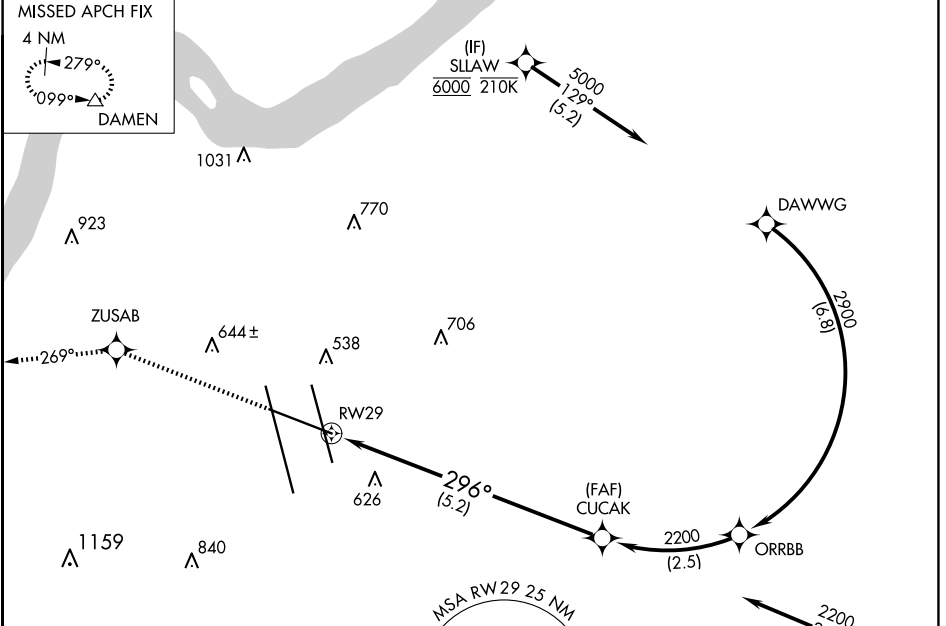 MISSED APCH FIX
4 NM
279°
099°
DAMEN
(IF)
SLLAW
6000 210K
5000
129°
(5.2)
1031
923
770
DAWWG
2900
(6.8)
ZUSAB
644±
538
706
269°
RW29
296°
(5.2)
626
(FAF)
CUCAK
2200
(2.5)
ORRBB
1159
840
MSA RW29 25 NM
2200